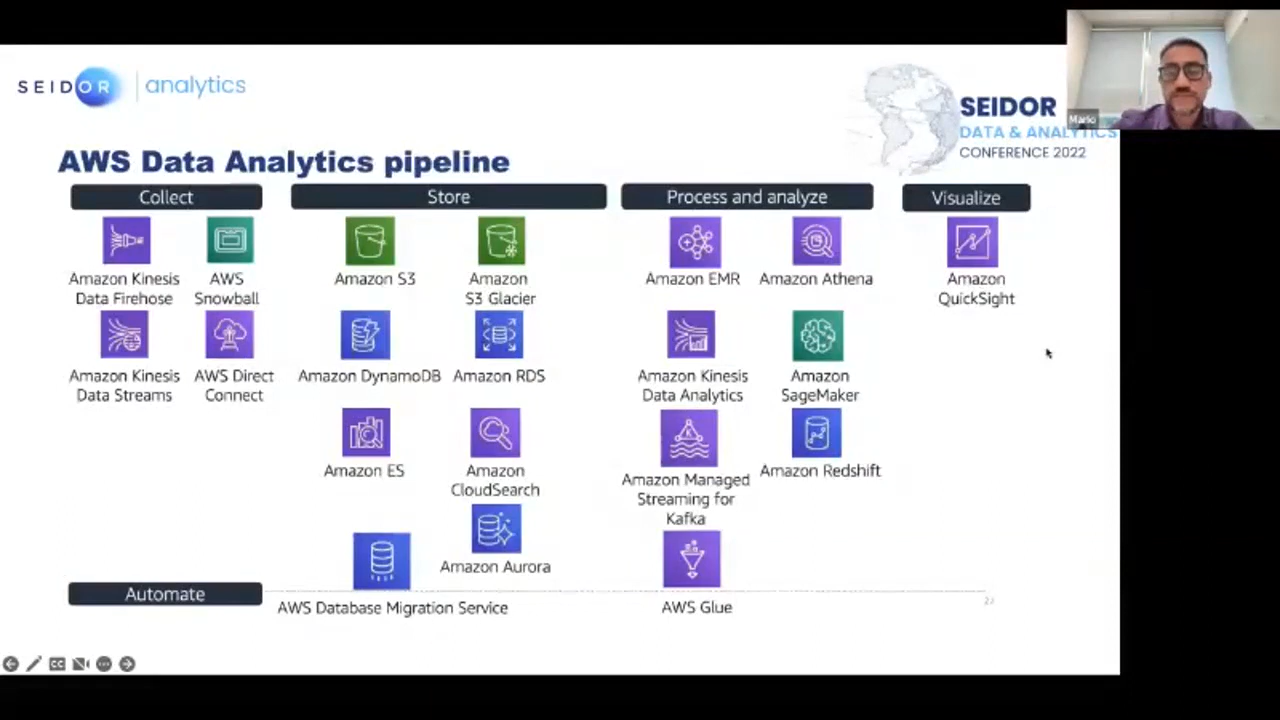 SEIDOR | analytics
SEIDOR
DATA & ANALYTICS
CONFERENCE 2022
Mario
AWS Data Analytics pipeline
Collect
Store
Process and analyze
Visualize
Amazon Kinesis
Data Firehose
AWS
Snowball
Amazon S3
Amazon
S3 Glacier
Amazon EMR
Amazon Athena
Amazon
QuickSight
Amazon Kinesis
Data Streams
AWS Direct
Connect
Amazon DynamoDB
Amazon RDS
Amazon Kinesis
Data Analytics
Amazon
SageMaker
Amazon ES
Amazon
CloudSearch
Amazon Managed
Streaming for
Kafka
Amazon Redshift
Amazon Aurora
Automate
AWS Database Migration Service
AWS Glue